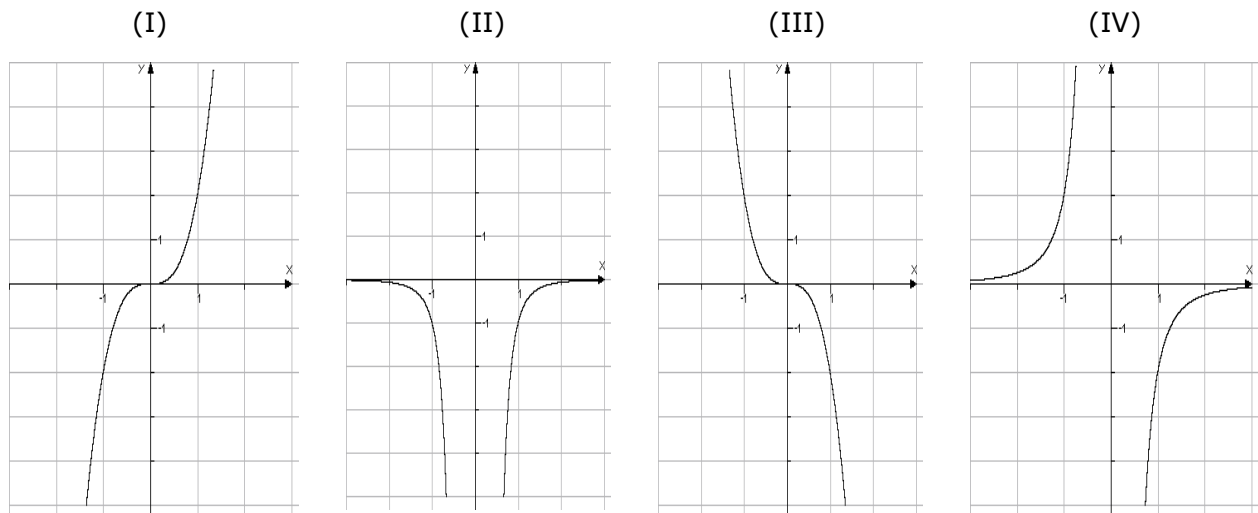 (I) (II) (III) (IV)
y y y y
1 1 1 1
x x x x
-1 1 -1 1 -1 1 -1 1
-1 -1 -1 -1